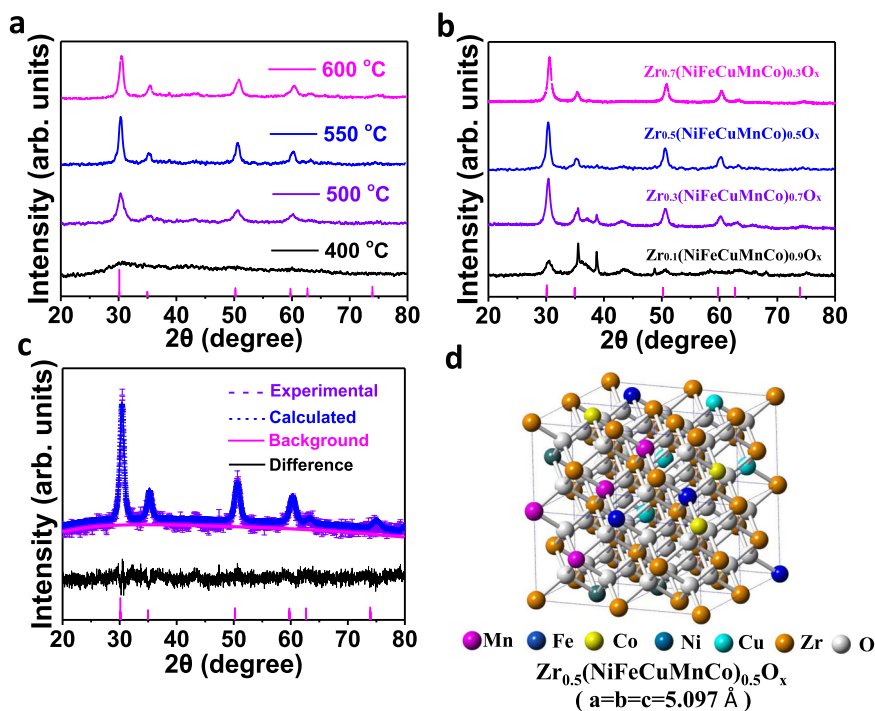 a
Intensity (arb. units)
600 °C
550 °C
500 °C
400 °C
20 30 40 50 60 70 80
2θ (degree)
b
Intensity (arb. units)
Zr0.7(NiFeCuMnCo)0.3Ox
Zr0.5(NiFeCuMnCo)0.5Ox
Zr0.3(NiFeCuMnCo)0.7Ox
Zr0.1(NiFeCuMnCo)0.9Ox
20 30 40 50 60 70 80
2θ (degree)
c
Intensity (arb. units)
Experimental
Calculated
Background
Difference
20 30 40 50 60 70 80
2θ (degree)
d
Mn Fe Co Ni Cu Zr O
Zr0.5(NiFeCuMnCo)0.5Ox
( a=b=c=5.097 Å )